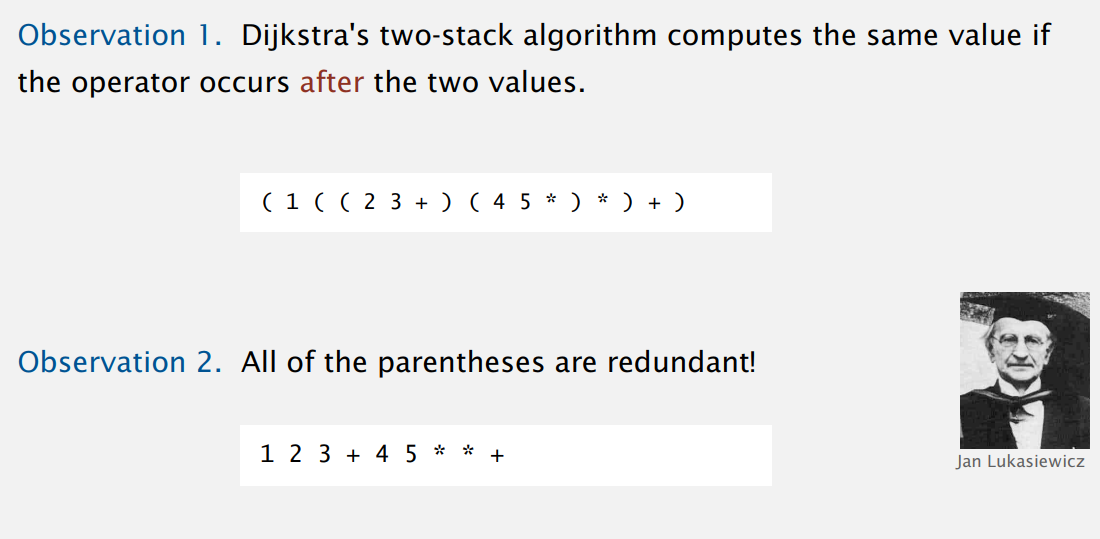 Observation 1. Dijkstra's two-stack algorithm computes the same value if
the operator occurs after the two values.
( 1 ( ( 2 3 + ) ( 4 5 * ) * ) + )
Observation 2. All of the parentheses are redundant!
1 2 3 + 4 5 * * +
Jan Lukasiewicz